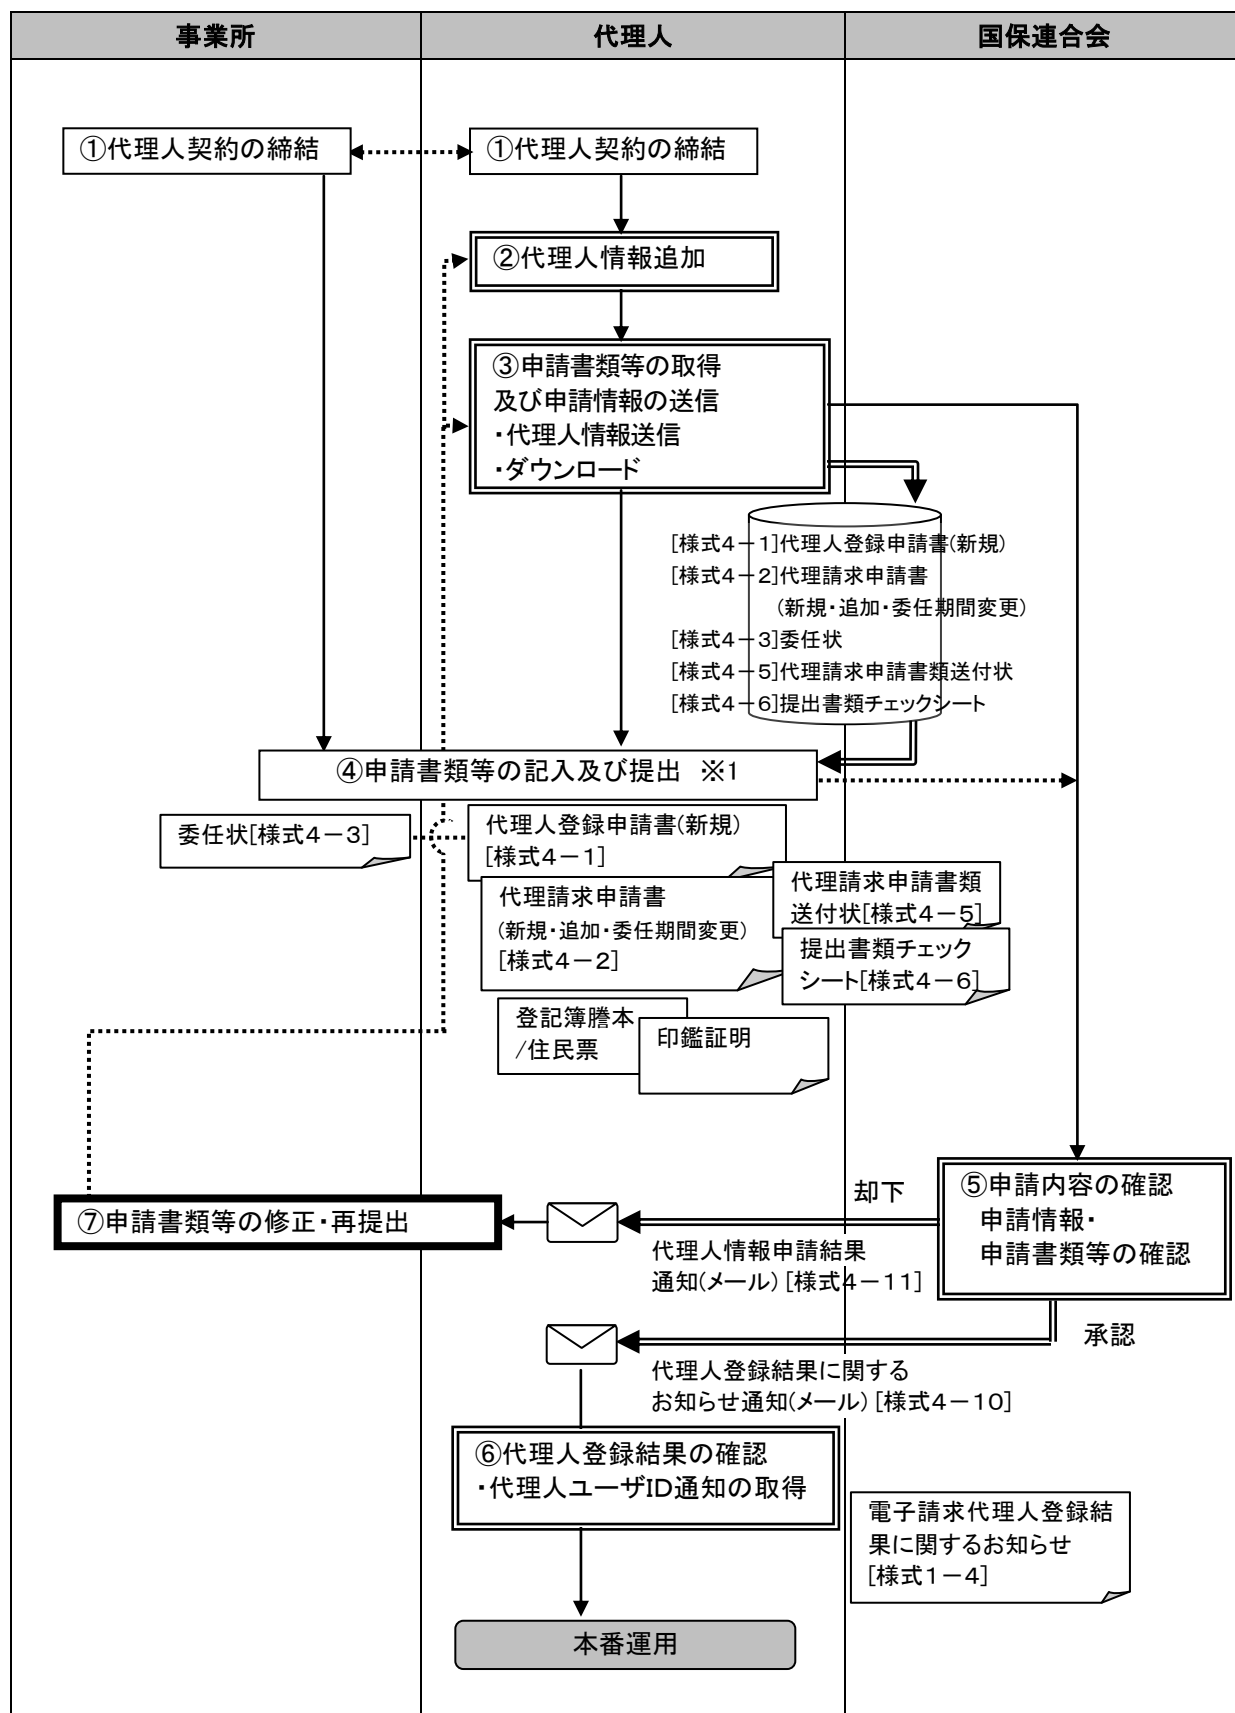 事業所
代理人
国保連合会
①代理人契約の締結
①代理人契約の締結
②代理人情報追加
③申請書類等の取得
及び申請情報の送信
・代理人情報送信
・ダウンロード
[様式4－1]代理人登録申請書(新規)
[様式4－2]代理請求申請書
(新規・追加・委任期間変更)
[様式4－3]委任状
[様式4－5]代理請求申請書類送付状
[様式4－6]提出書類チェックシート
④申請書類等の記入及び提出　※1
委任状[様式4－3]
代理人登録申請書(新規)
[様式4－1]
代理請求申請書
(新規・追加・委任期間変更)
[様式4－2]
代理請求申請書類
送付状[様式4－5]
提出書類チェック
シート[様式4－6]
登記簿謄本
/住民票
印鑑証明
⑤申請内容の確認
申請情報・
申請書類等の確認
却下
⑦申請書類等の修正・再提出
代理人情報申請結果
通知(メール) [様式4－11]
承認
代理人登録結果に関する
お知らせ通知(メール) [様式4－10]
⑥代理人登録結果の確認
・代理人ユーザID通知の取得
電子請求代理人登録結
果に関するお知らせ
[様式1－4]
本番運用